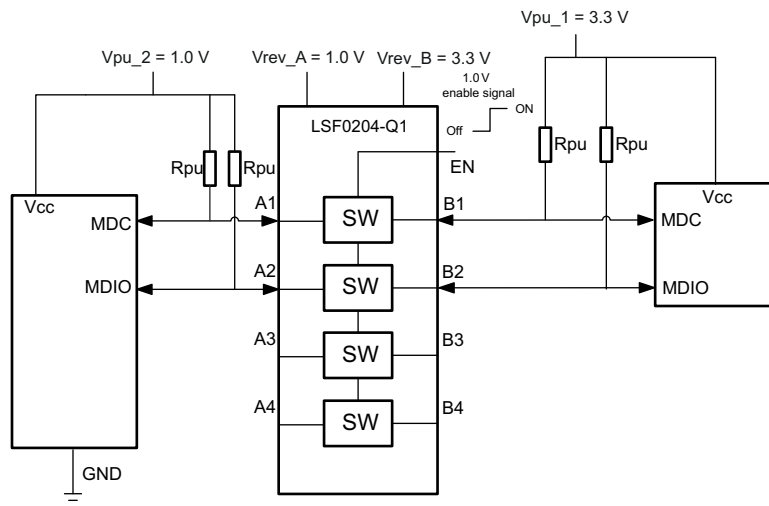 Vpu_1 = 3.3 V
Vpu_2 = 1.0 V
Vrev_A = 1.0 V
Vrev_B = 3.3 V
1.0 V
enable signal
ON
Off
LSF0204-Q1
EN
Rpu
Rpu
Rpu
Rpu
Vcc
Vcc
MDC
A1
SW
B1
MDC
MDIO
A2
SW
B2
MDIO
A3
SW
B3
A4
SW
B4
GND